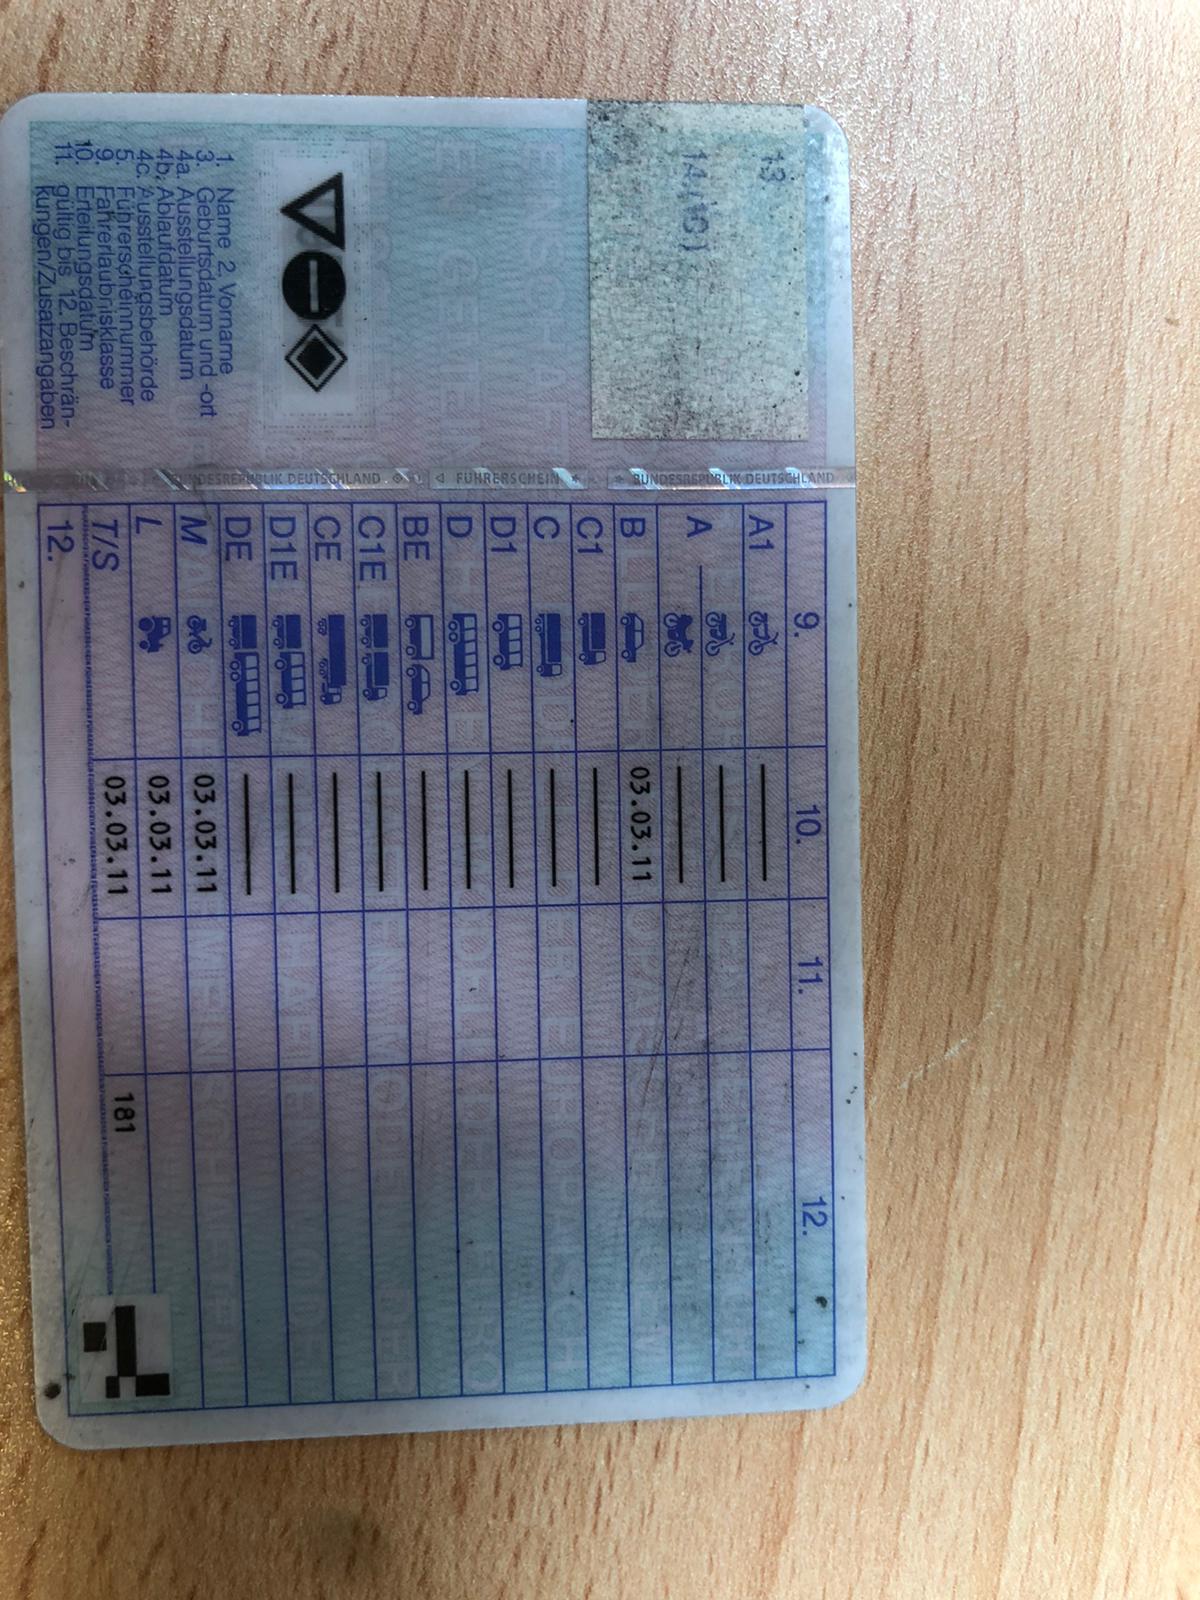 13
14.(10)
1. Name 2. Vorname
3. Geburtsdatum und -ort
4a. Ausstellungsdatum
4b. Ablaufdatum
4c. Ausstellungsbehörde
5. Führerscheinnummer
9. Fahrerlaubnisklasse
10. Erteilungsdatum
11. gültig bis 12. Beschrän-
kungen/Zusatzangaben
BUNDESREPUBLIK DEUTSCHLAND
FÜHRERSCHEIN
BUNDESREPUBLIK DEUTSCHLAND
9. 10. 11. 12.
A1
A
B 03.03.11
C1
C
D1
D
BE
C1E
CE
D1E
DE
M 03.03.11
L 03.03.11
T/S 03.03.11 181
12.